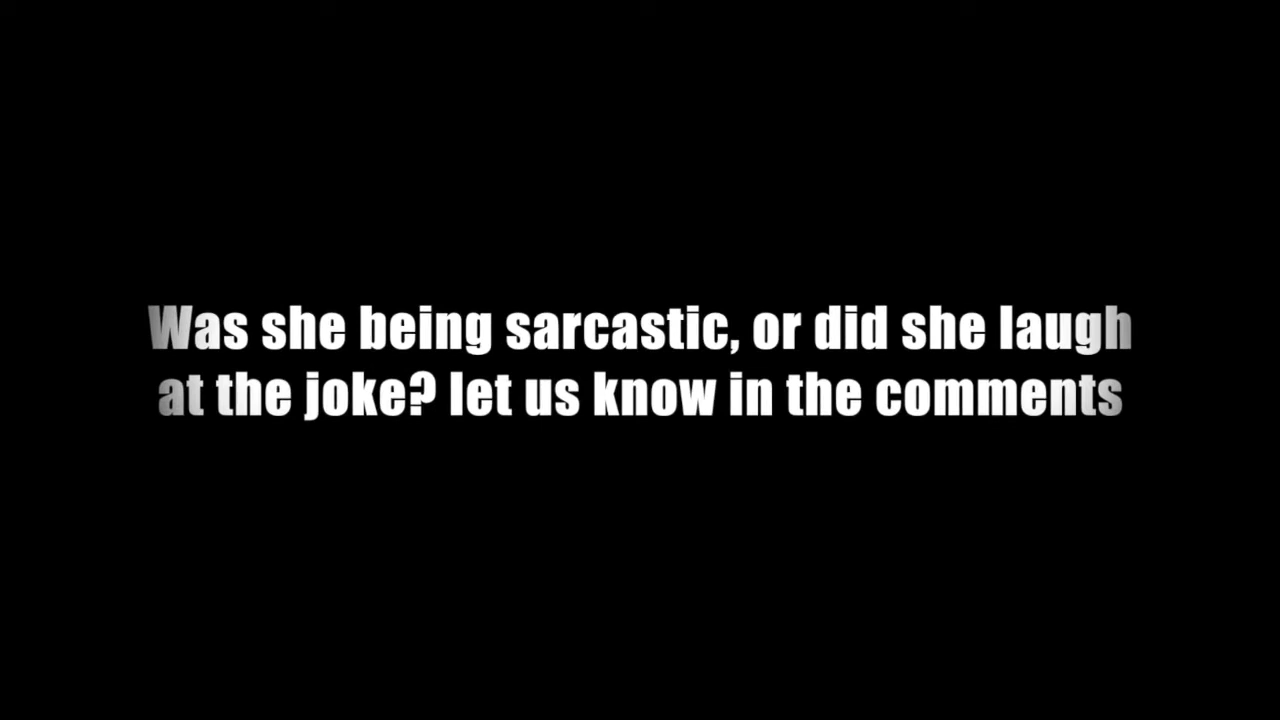 Was she being sarcastic, or did she laugh
at the joke? let us know in the comments